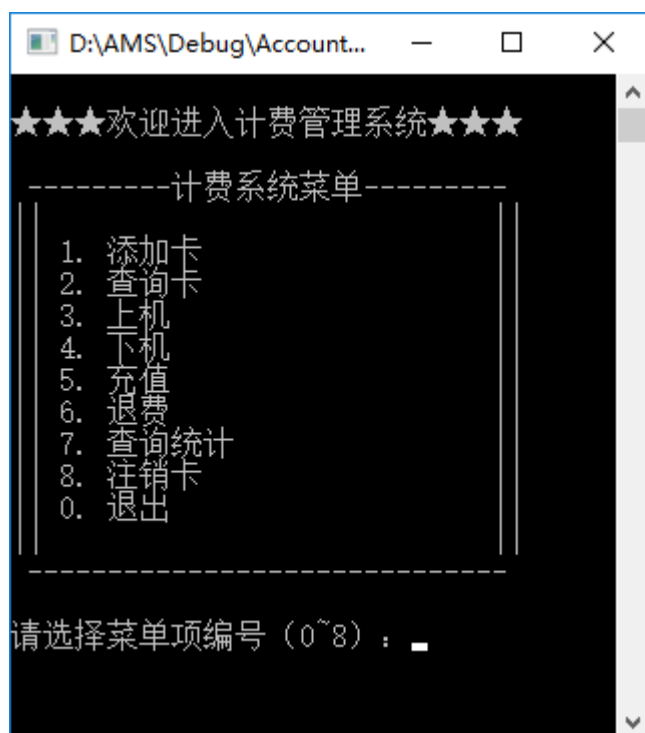 D:\AMS\Debug\Account...
★★★欢迎进入计费管理系统★★★
---------计费系统菜单---------
1. 添加卡
2. 查询卡
3. 上机
4. 下机
5. 充值
6. 退费
7. 查询统计
8. 注销卡
0. 退出
------------------------------
请选择菜单项编号（0~8）：